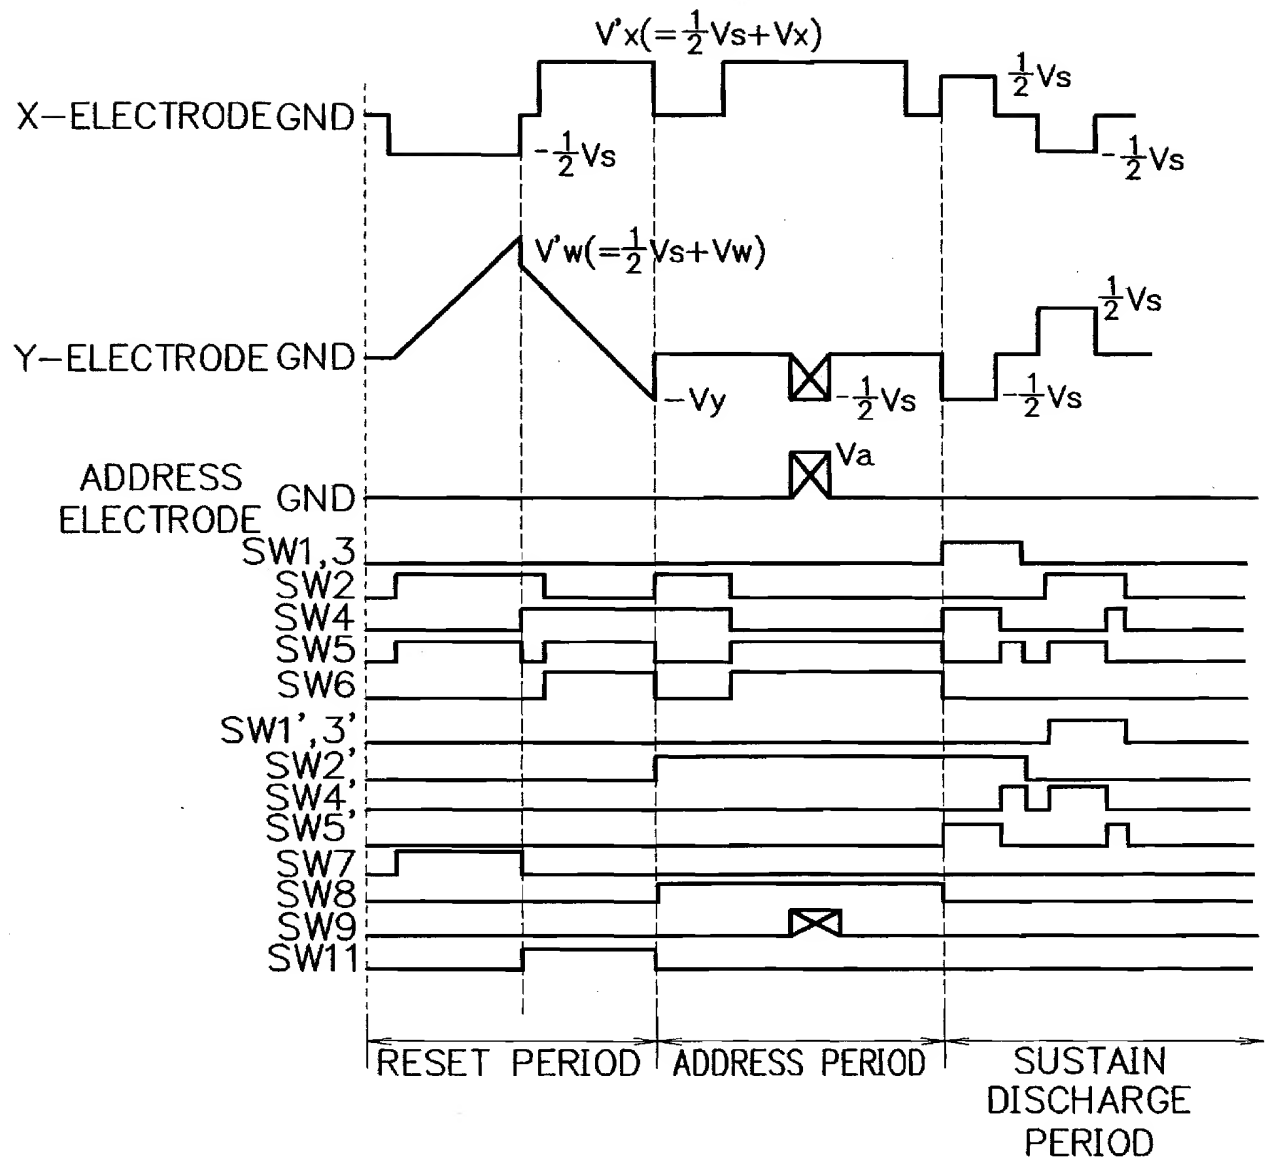 V'x(=1/2Vs+Vx)
1/2Vs
X-ELECTRODE GND
-1/2Vs
-1/2Vs
V'w(=1/2Vs+Vw)
1/2Vs
Y-ELECTRODE GND
-Vy
-1/2Vs
-1/2Vs
Va
ADDRESS
ELECTRODE
GND
SW1,3
SW2
SW4
SW5
SW6
SW1',3'
SW2'
SW4'
SW5'
SW7
SW8
SW9
SW11
RESET PERIOD
ADDRESS PERIOD
SUSTAIN
DISCHARGE
PERIOD